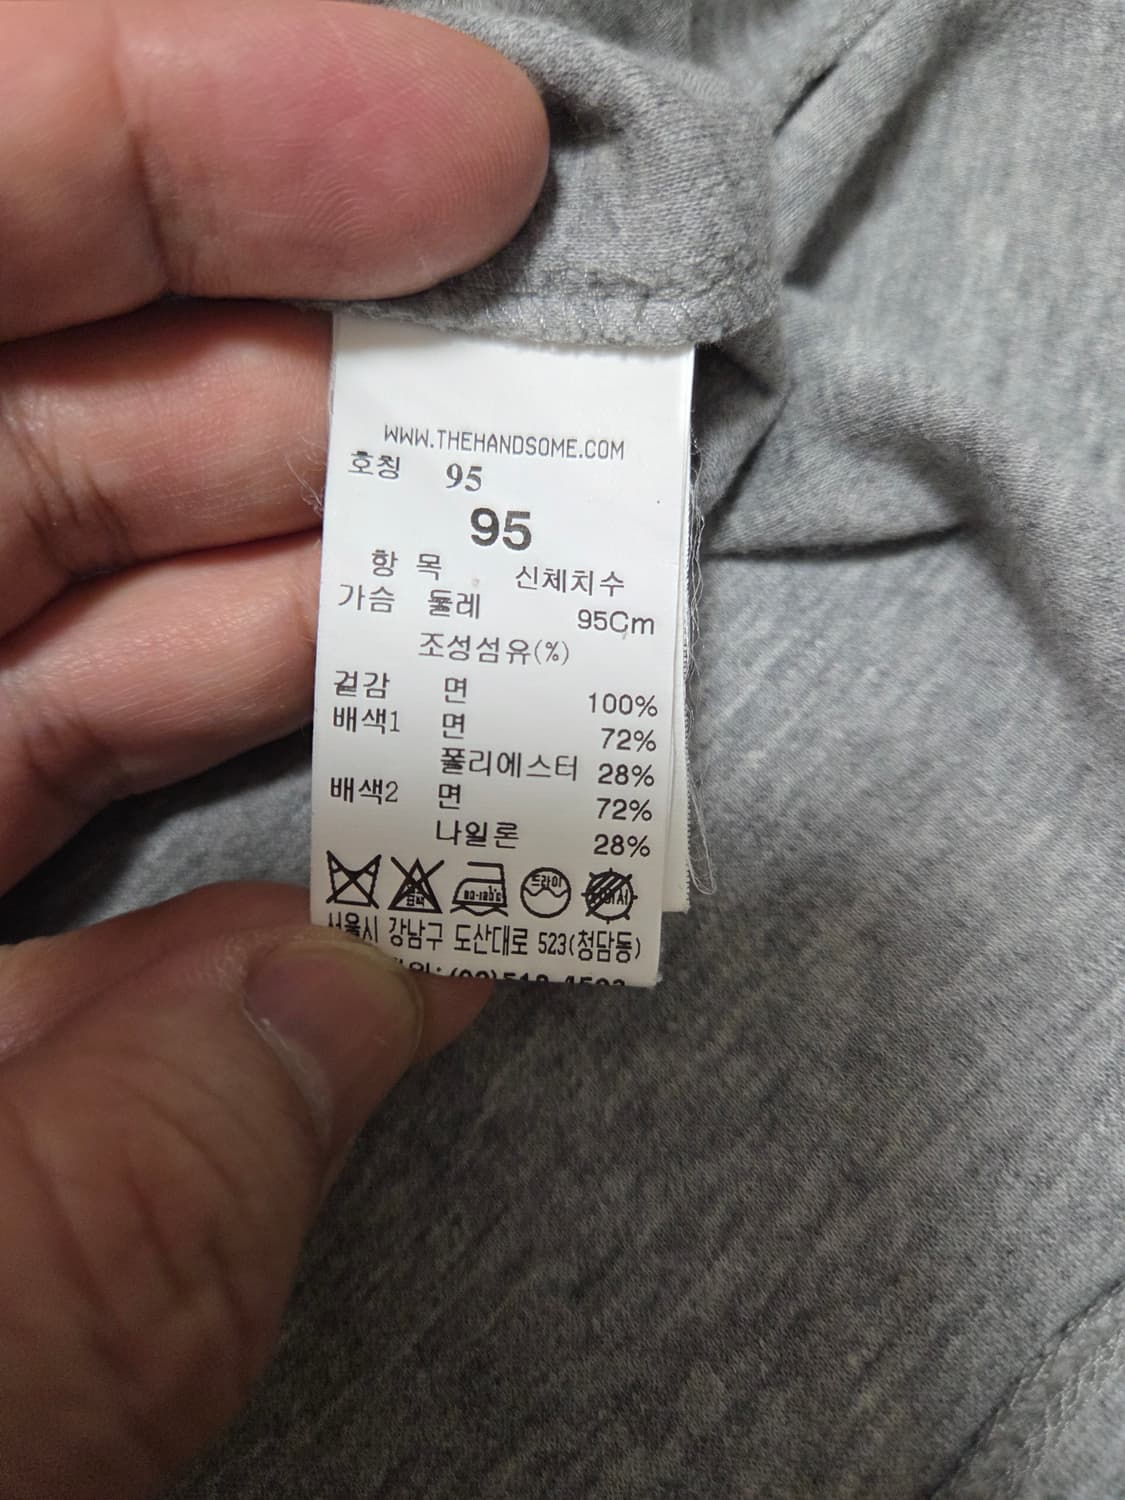 WWW.THEHANDSOME.COM
호칭 95
95
항 목 신체치수
가슴 둘레 95Cm
조성섬유(%)
겉감 면 100%
배색1 면 72%
폴리에스터 28%
배색2 면 72%
나일론 28%
드라이
서울시 강남구 도산대로 523(청담동)